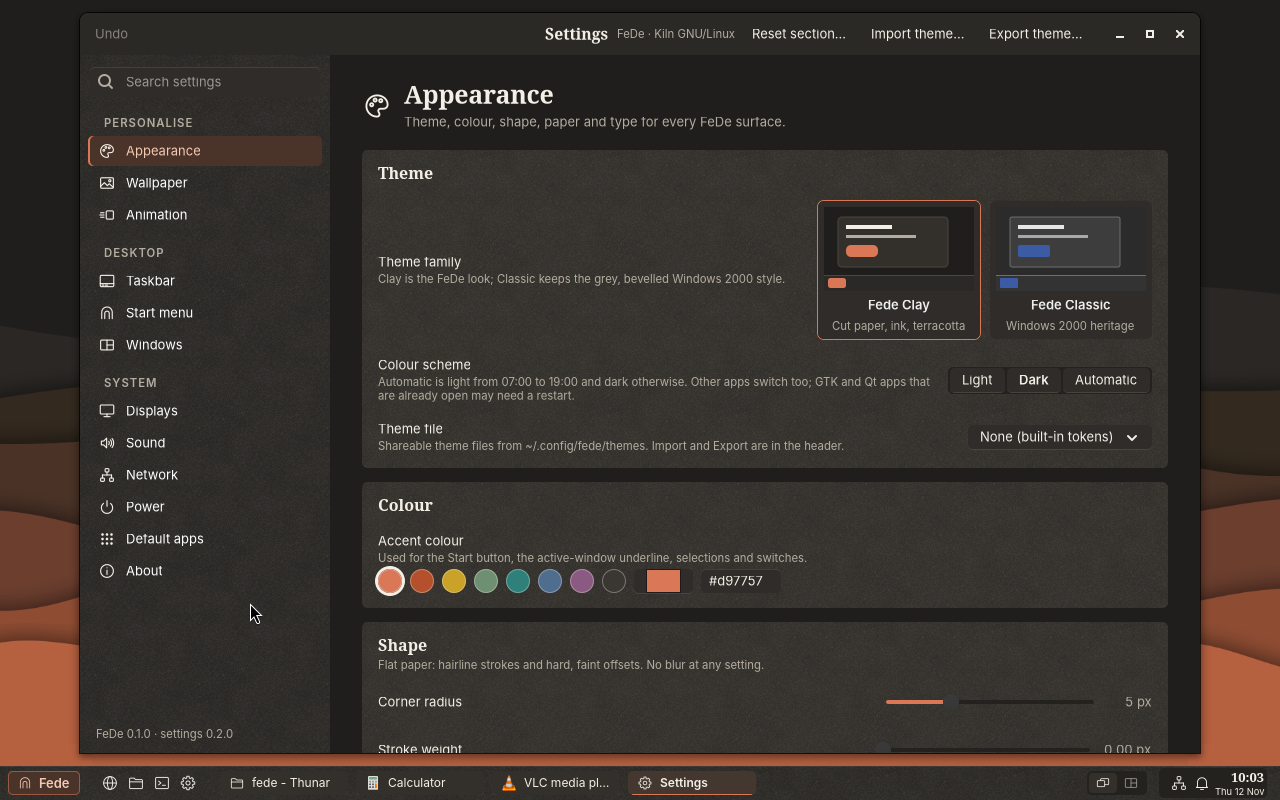 Undo
Settings FeDe · Kiln GNU/Linux
Reset section...
Import theme...
Export theme...
Search settings
PERSONALISE
Appearance
Wallpaper
Animation
DESKTOP
Taskbar
Start menu
Windows
SYSTEM
Displays
Sound
Network
Power
Default apps
About
FeDe 0.1.0 · settings 0.2.0
Appearance
Theme, colour, shape, paper and type for every FeDe surface.
Theme
Theme family
Clay is the FeDe look; Classic keeps the grey, bevelled Windows 2000 style.
Fede Clay
Cut paper, ink, terracotta
Fede Classic
Windows 2000 heritage
Colour scheme
Automatic is light from 07:00 to 19:00 and dark otherwise. Other apps switch too; GTK and Qt apps that
are already open may need a restart.
Light
Dark
Automatic
Theme file
Shareable theme files from ~/.config/fede/themes. Import and Export are in the header.
None (built-in tokens)
Colour
Accent colour
Used for the Start button, the active-window underline, selections and switches.
#d97757
Shape
Flat paper: hairline strokes and hard, faint offsets. No blur at any setting.
Corner radius
5 px
Stroke weight
0.00 px
Fede
fede - Thunar
Calculator
VLC media pl...
Settings
10:03
Thu 12 Nov